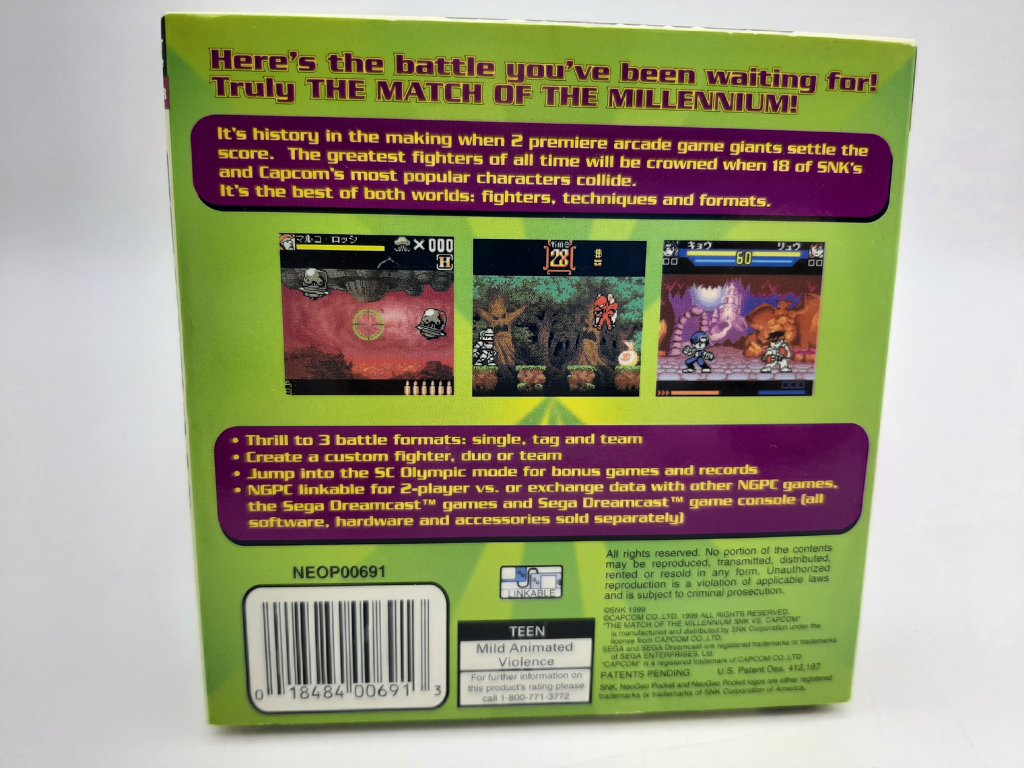 Here's the battle you've been waiting for!
Truly THE MATCH OF THE MILLENNIUM!
It's history in the making when 2 premiere arcade game giants settle the
score. The greatest fighters of all time will be crowned when 18 of SNK's
and Capcom's most popular characters collide.
It's the best of both worlds: fighters, techniques and formats.
マルコ ロッシ
×000
H
TIME
28
キョウ
リュウ
60
• Thrill to 3 battle formats: single, tag and team
• Create a custom fighter, duo or team
• Jump into the SC Olympic mode for bonus games and records
• NGPC linkable for 2-player vs. or exchange data with other NGPC games,
the Sega Dreamcast™ games and Sega Dreamcast™ game console (all
software, hardware and accessories sold separately)
NEOP00691
0 18484 00691 3
LINKABLE
TEEN
Mild Animated
Violence
For further information on
this product's rating please
call 1-800-771-3772
All rights reserved. No portion of the contents
may be reproduced, transmitted, distributed,
rented or resold in any form. Unauthorized
reproduction is a violation of applicable laws
and is subject to criminal prosecution.
©SNK 1999
©CAPCOM CO.,LTD. 1999 ALL RIGHTS RESERVED.
"THE MATCH OF THE MILLENNIUM SNK VS. CAPCOM"
is manufactured and distributed by SNK Corporation under the
license from CAPCOM CO.,LTD.
SEGA and SEGA Dreamcast are registered trademarks or trademarks
of SEGA ENTERPRISES, Ltd.
"CAPCOM" is a registered trademark of CAPCOM CO.,LTD.
PATENTS PENDING U.S. Patent Des. 412,187
SNK, NeoGeo Pocket and NeoGeo Pocket logos are either registered
trademarks or trademarks of SNK Corporation of America.